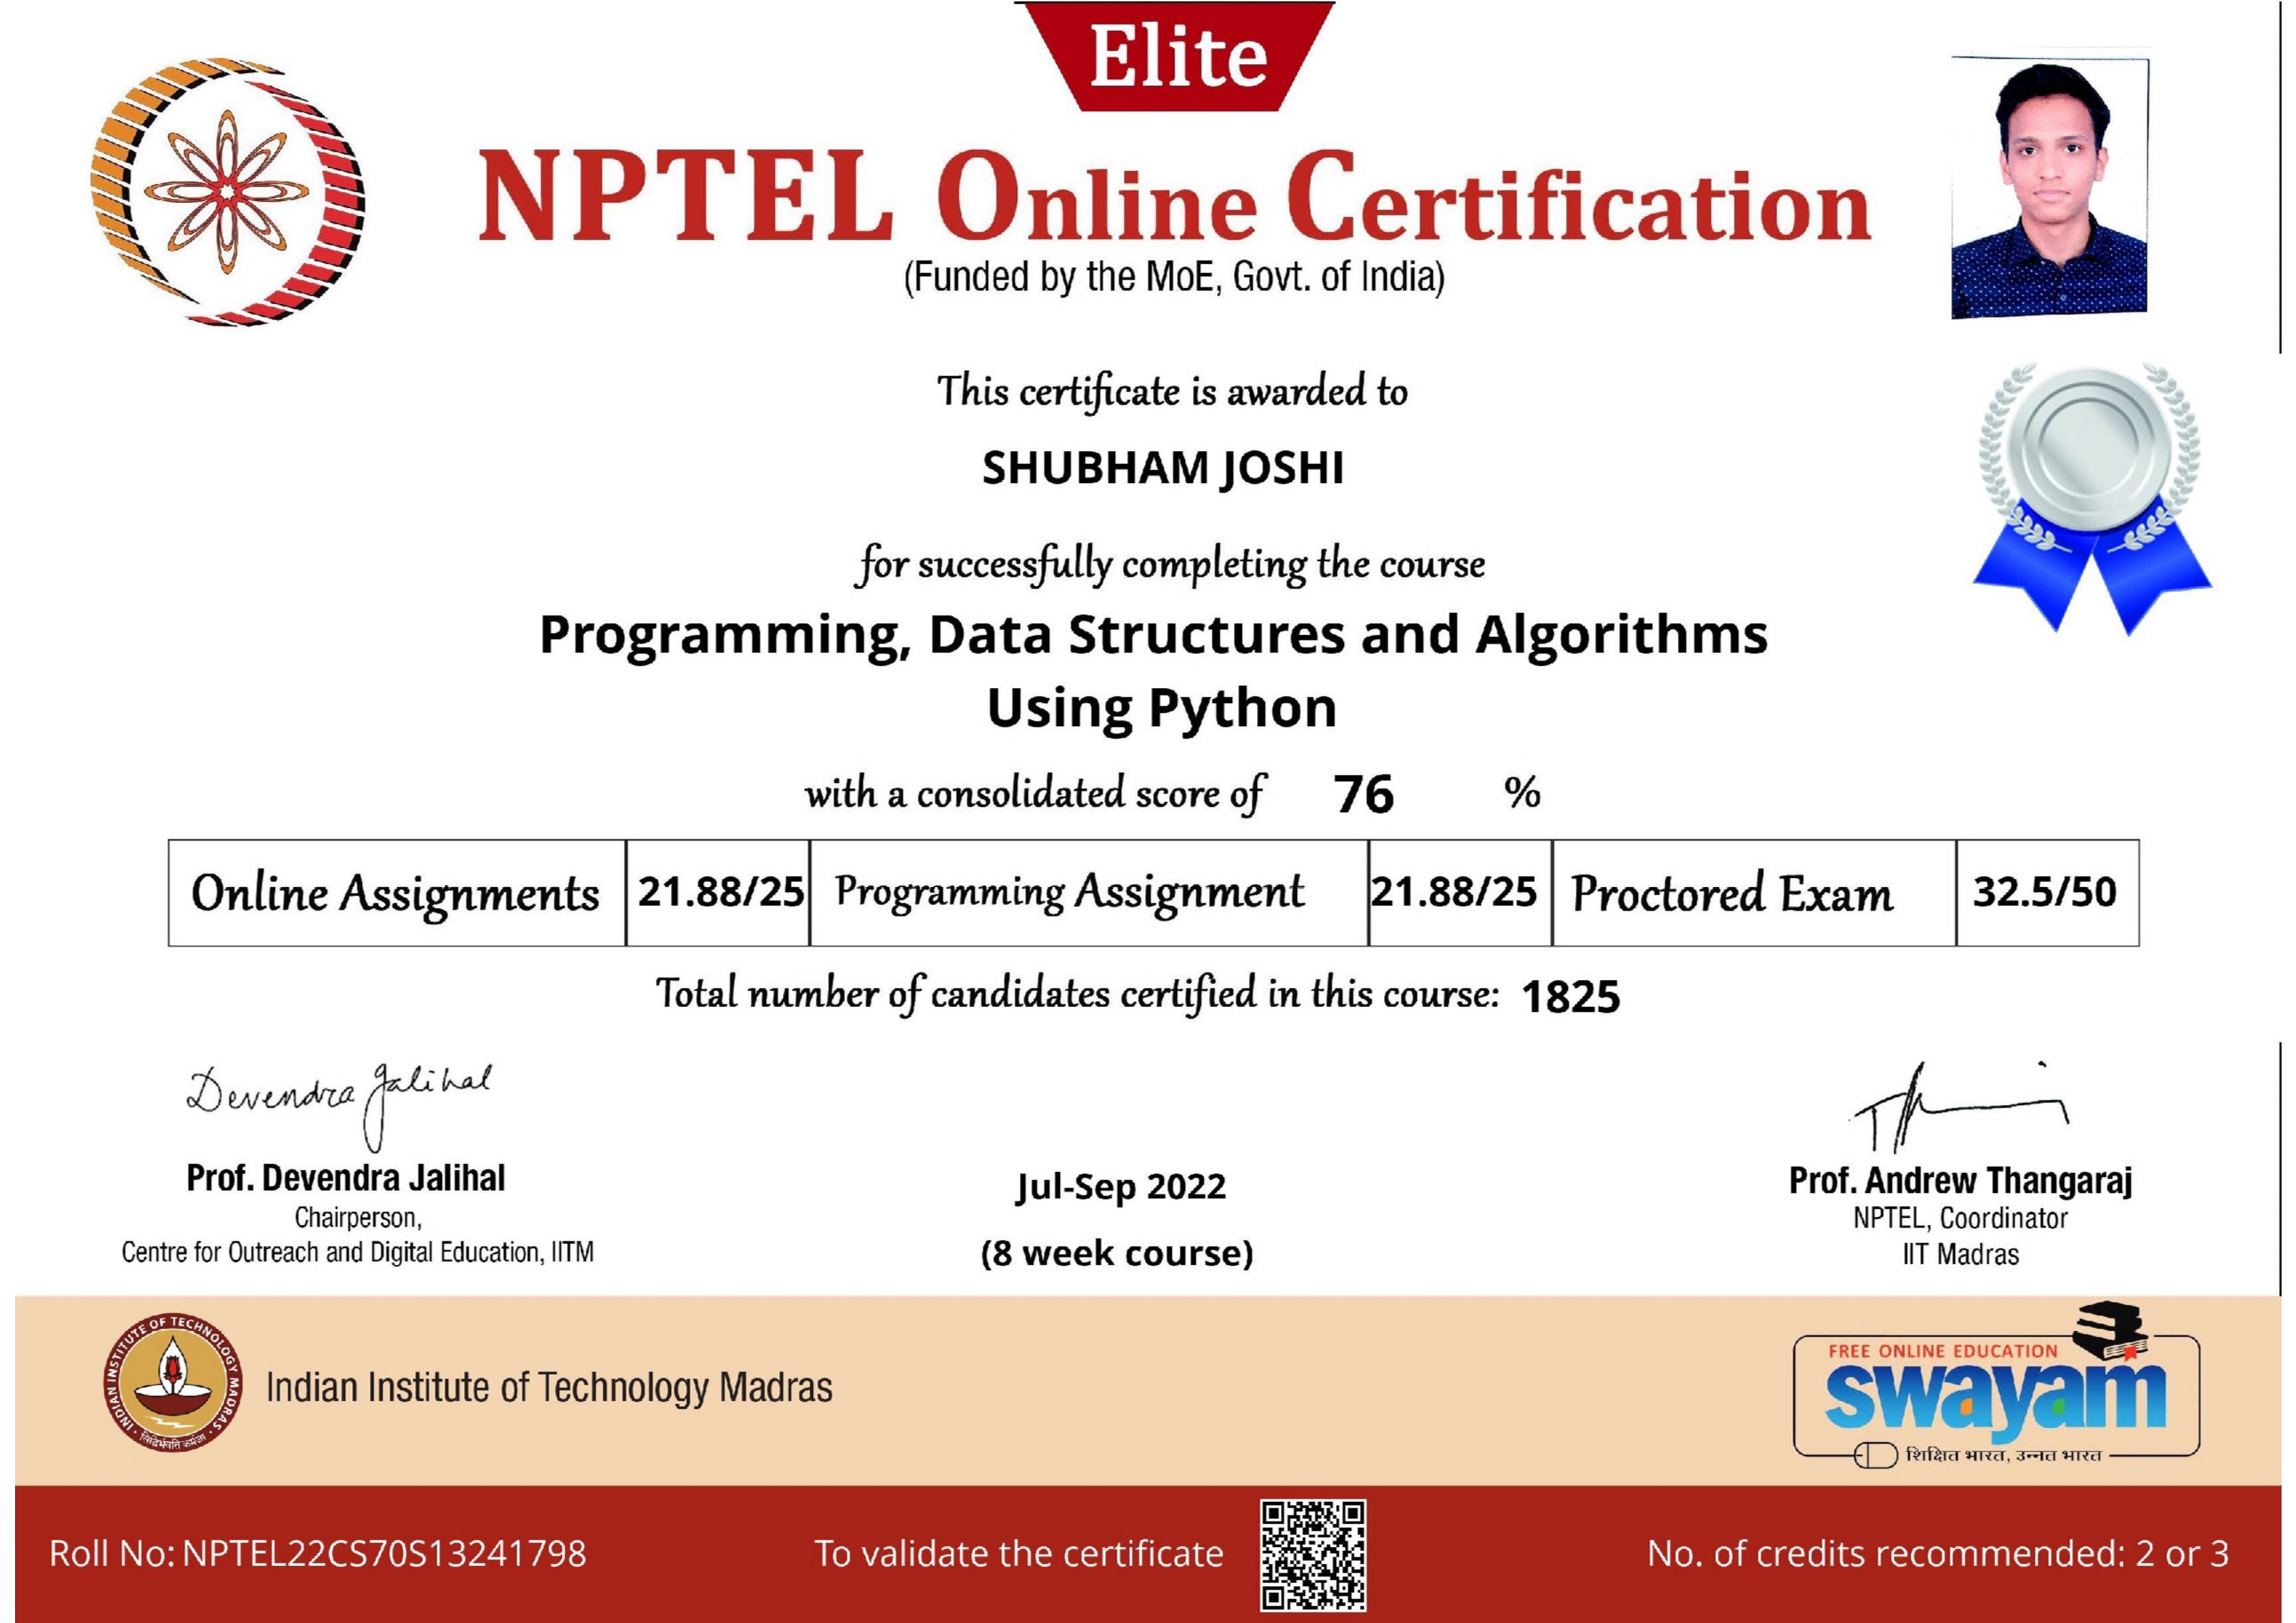 Elite
NPTEL Online Certification
(Funded by the MoE, Govt. of India)
This certificate is awarded to
SHUBHAM JOSHI
for successfully completing the course
Programming, Data Structures and Algorithms
Using Python
with a consolidated score of 76 %
Online Assignments 21.88/25 Programming Assignment 21.88/25 Proctored Exam 32.5/50
Total number of candidates certified in this course: 1825
Devendra Jalihal
Prof. Devendra Jalihal
Chairperson,
Centre for Outreach and Digital Education, IITM
Jul-Sep 2022
(8 week course)
Prof. Andrew Thangaraj
NPTEL, Coordinator
IIT Madras
INDIAN INSTITUTE OF TECHNOLOGY MADRAS
सिद्धिर्भवति कर्मजा
Indian Institute of Technology Madras
FREE ONLINE EDUCATION
swayam
शिक्षित भारत, उन्नत भारत
Roll No: NPTEL22CS70S13241798
To validate the certificate
No. of credits recommended: 2 or 3